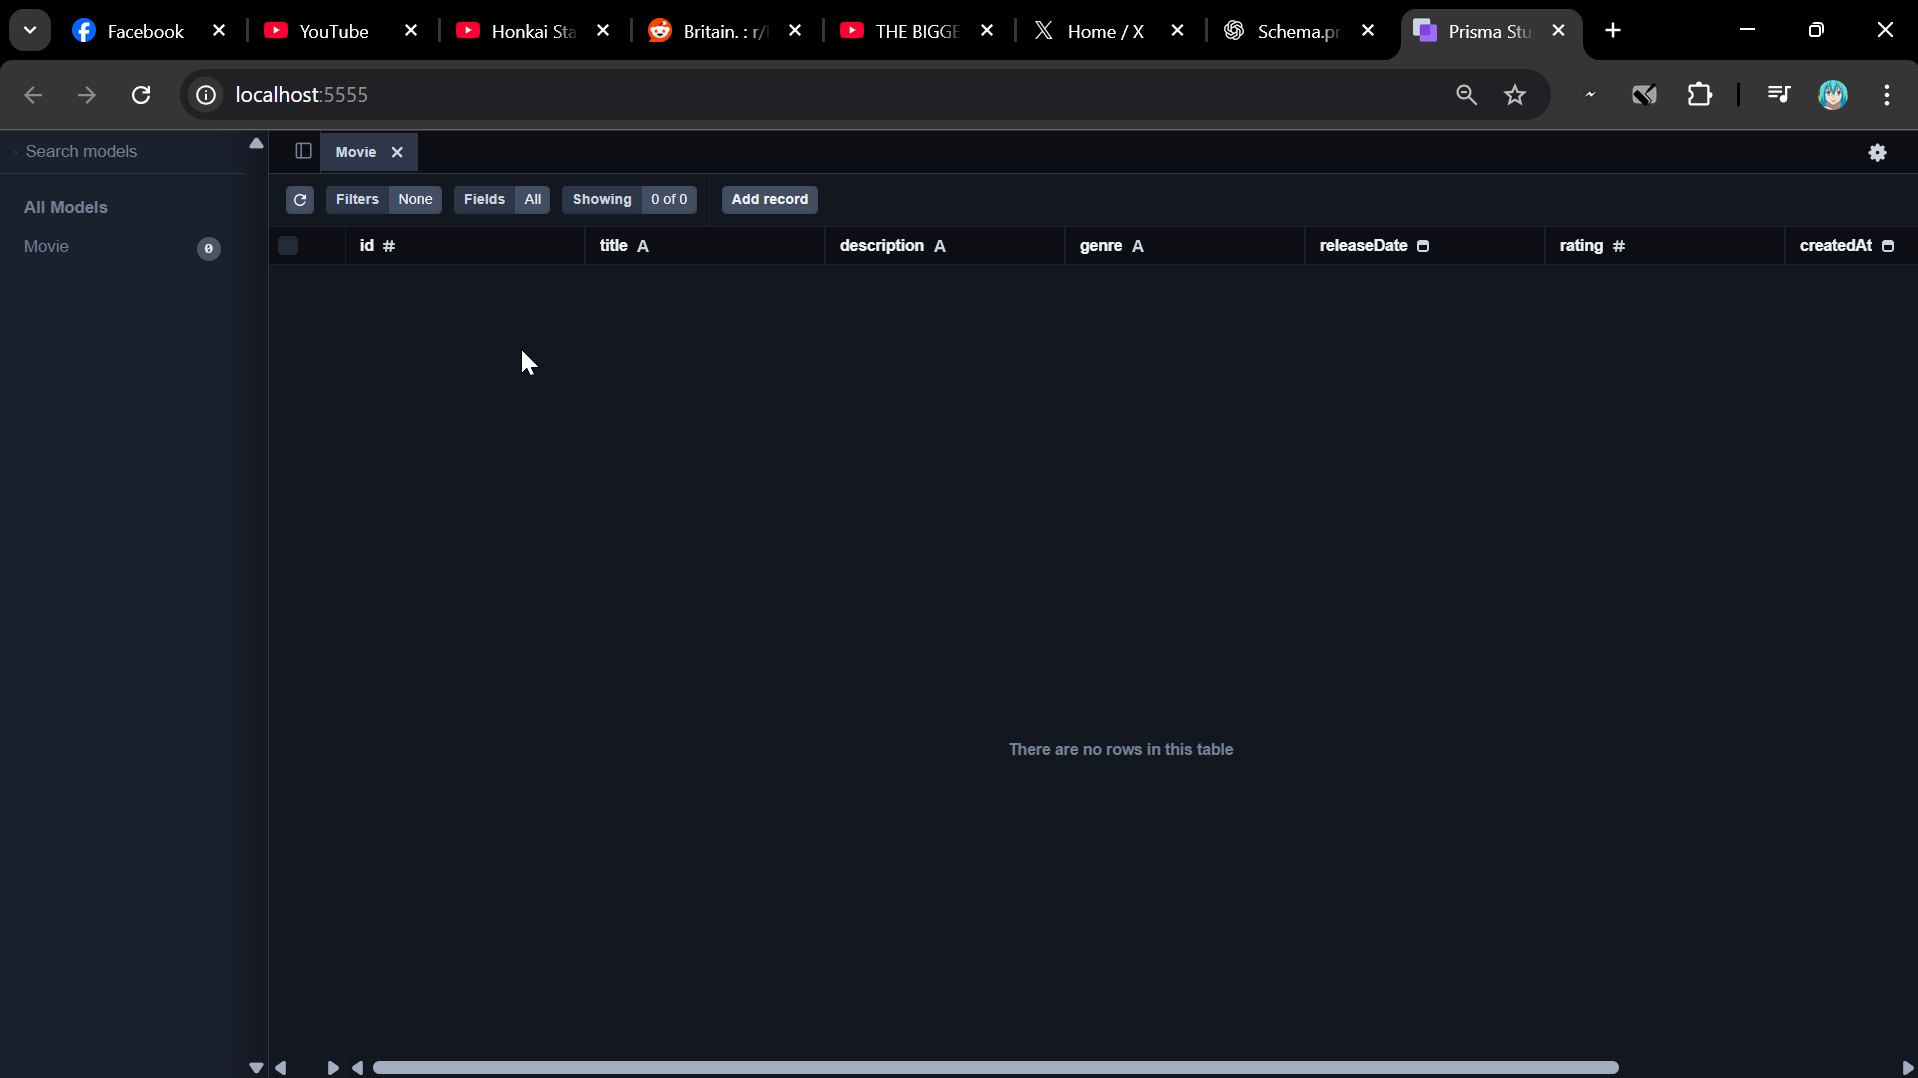 Facebook
YouTube
Honkai Sta
Britain. : r/
THE BIGGE
Home / X
Schema.pr
Prisma Stu
localhost:5555
Search models
Movie
Filters None Fields All Showing 0 of 0 Add record
All Models
Movie 0
id # title A description A genre A releaseDate rating # createdAt
There are no rows in this table